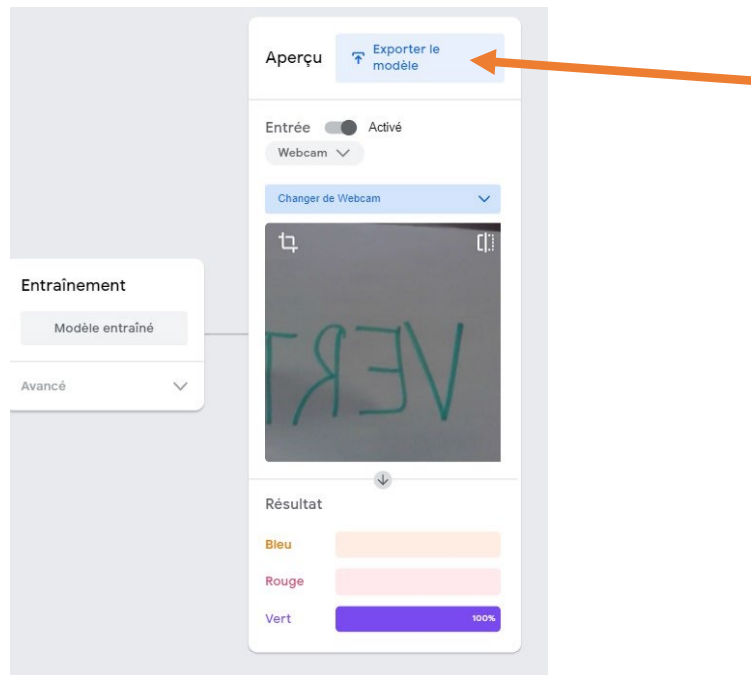 Aperçu
Exporter le
modèle
Entrée
Activé
Webcam
Changer de Webcam
VERT
Entraînement
Modèle entraîné
Avancé
Résultat
Bleu
Rouge
Vert
100%